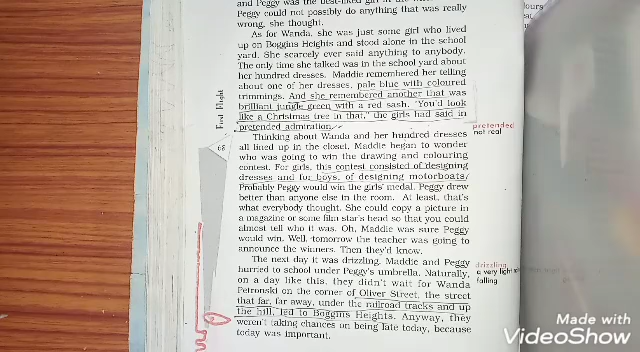 and Peggy was the best-liked girl in the
Peggy could not possibly do anything that was really
wrong, she thought.
As for Wanda, she was just some girl who lived
up on Boggins Heights and stood alone in the school
yard. She scarcely ever said anything to anybody.
The only time she talked was in the school yard about
her hundred dresses. Maddie remembered her telling
about one of her dresses, pale blue with coloured
trimmings. And she remembered another that was
brilliant jungle green with a red sash. "You'd look
like a Christmas tree in that," the girls had said in
pretended admiration.
Thinking about Wanda and her hundred dresses
all lined up in the closet, Maddie began to wonder
who was going to win the drawing and colouring
contest. For girls, this contest consisted of designing
dresses and for boys, of designing motorboats.
Probably Peggy would win the girls' medal. Peggy drew
better than anyone else in the room. At least, that's
what everybody thought. She could copy a picture in
a magazine or some film star's head so that you could
almost tell who it was. Oh, Maddie was sure Peggy
would win. Well, tomorrow the teacher was going to
announce the winners. Then they'd know.
The next day it was drizzling. Maddie and Peggy
hurried to school under Peggy's umbrella. Naturally,
on a day like this, they didn't wait for Wanda
Petronski on the corner of Oliver Street, the street
that far, far away, under the railroad tracks and up
the hill, led to Boggins Heights. Anyway, they
weren't taking chances on being late today, because
today was important.
First Flight
68
pretended
not real
drizzling
a very light
falling
Made with
VideoShow